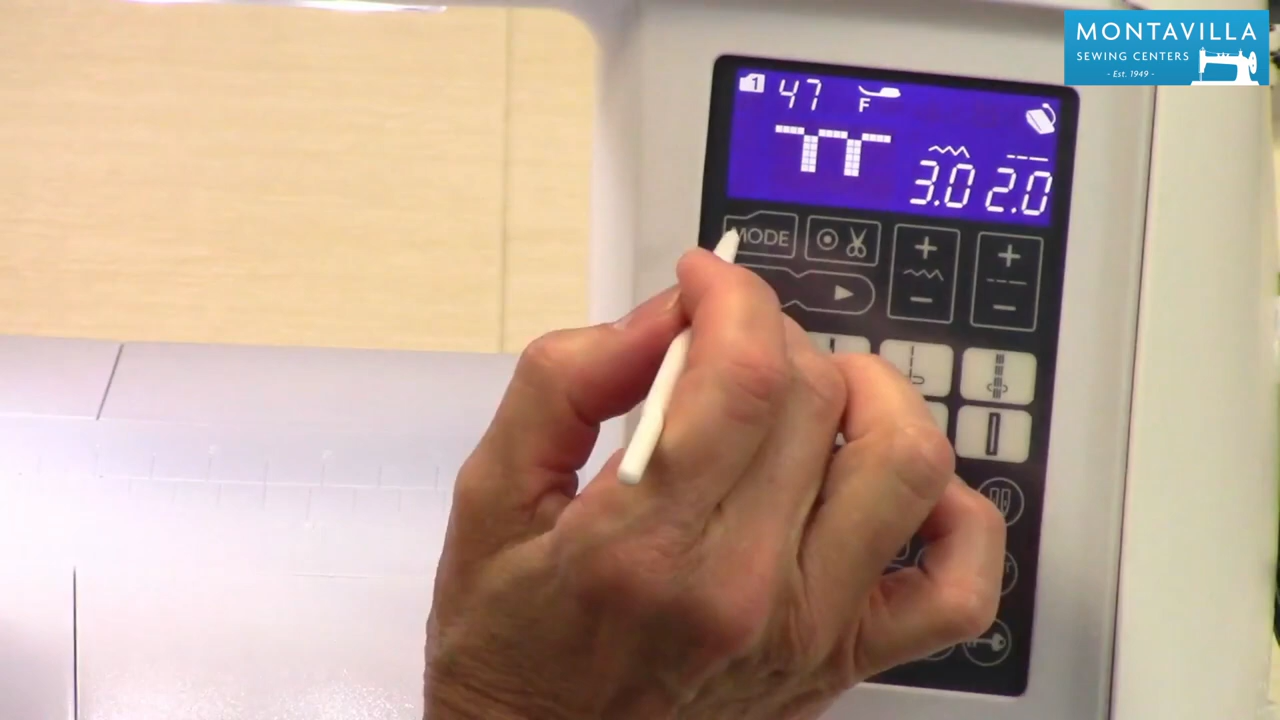 MONTAVILLA
SEWING CENTERS
- Est. 1949 -
1 47 F
3.0 2.0
MODE